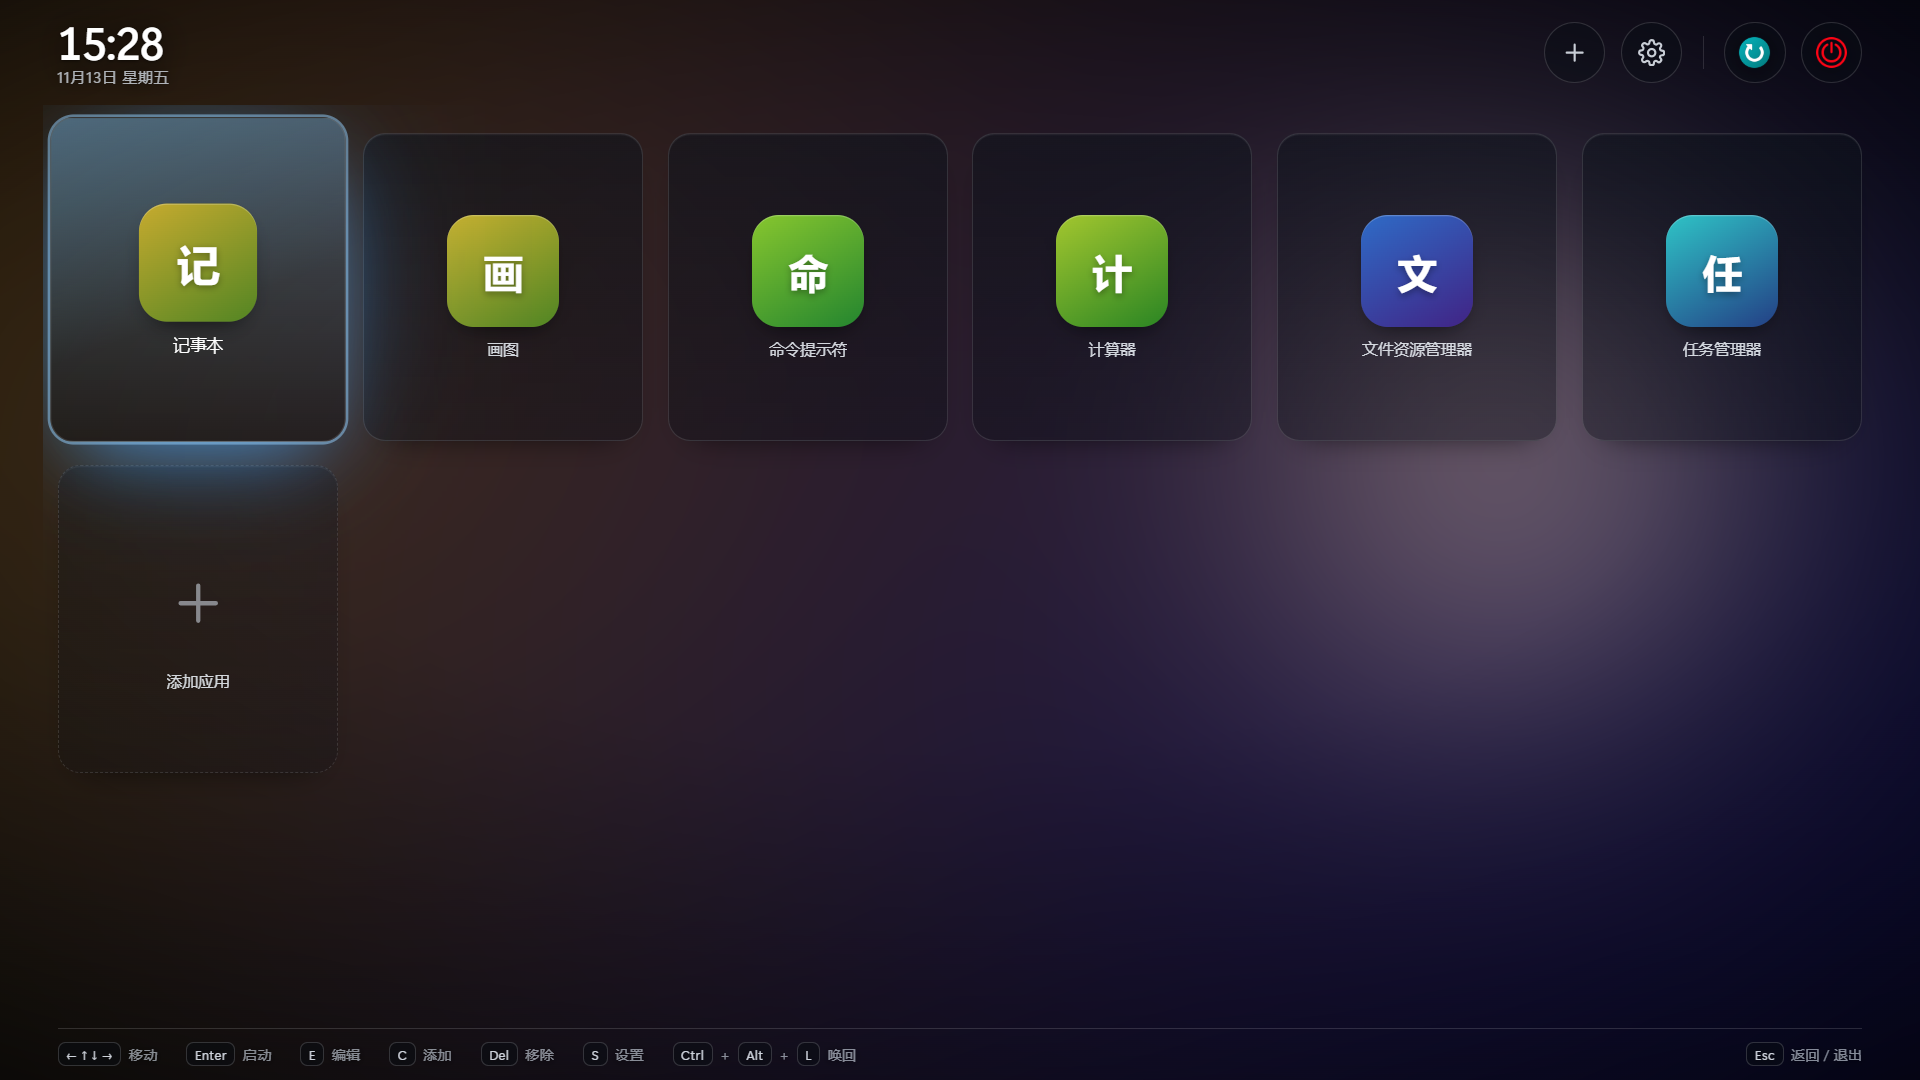 15:28
11月13日 星期五
记
记事本
画
画图
命
命令提示符
计
计算器
文
文件资源管理器
任
任务管理器
添加应用
←↑↓→ 移动 Enter 启动 E 编辑 C 添加 Del 移除 S 设置 Ctrl + Alt + L 唤回 Esc 返回 / 退出